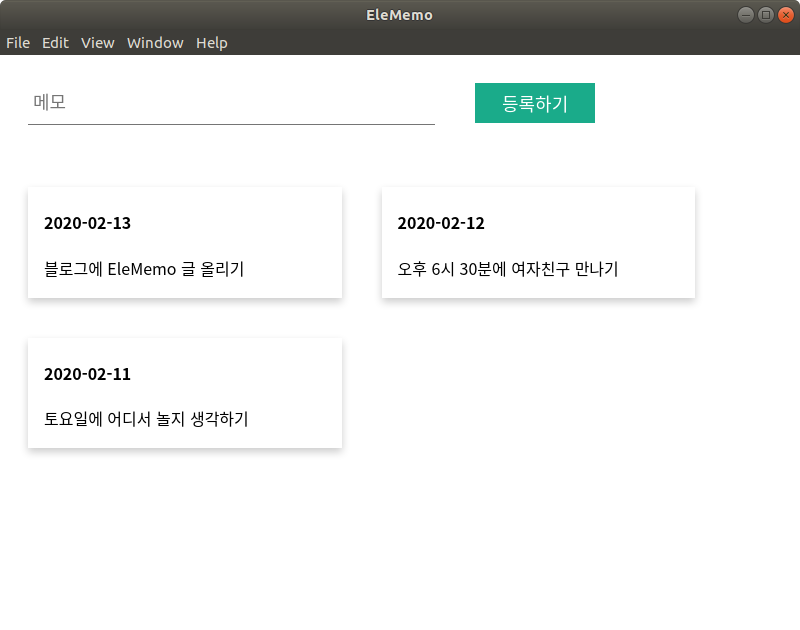 EleMemo
File Edit View Window Help
메모
등록하기
2020-02-13
블로그에 EleMemo 글 올리기
2020-02-12
오후 6시 30분에 여자친구 만나기
2020-02-11
토요일에 어디서 놀지 생각하기